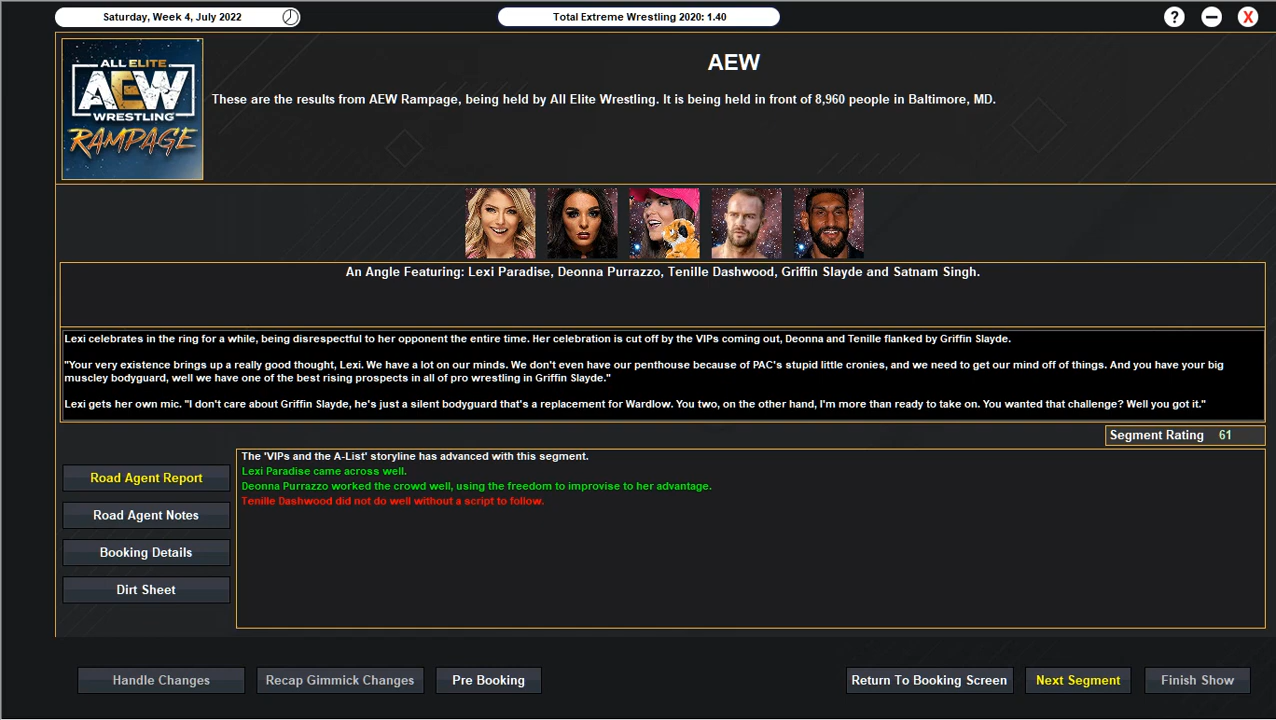 Saturday, Week 4, July 2022
Total Extreme Wrestling 2020: 1.40
?
X
ALL ELITE
AEW
WRESTLING
RAMPAGE
AEW
These are the results from AEW Rampage, being held by All Elite Wrestling. It is being held in front of 8,960 people in Baltimore, MD.
An Angle Featuring: Lexi Paradise, Deonna Purrazzo, Tenille Dashwood, Griffin Slayde and Satnam Singh.
Lexi celebrates in the ring for a while, being disrespectful to her opponent the entire time. Her celebration is cut off by the VIPs coming out, Deonna and Tenille flanked by Griffin Slayde.
"Your very existence brings up a really good thought, Lexi. We have a lot on our minds. We don't even have our penthouse because of PAC's stupid little cronies, and we need to get our mind off of things. And you have your big
muscley bodyguard, well we have one of the best rising prospects in all of pro wrestling in Griffin Slayde."
Lexi gets her own mic. "I don't care about Griffin Slayde, he's just a silent bodyguard that's a replacement for Wardlow. You two, on the other hand, I'm more than ready to take on. You wanted that challenge? Well you got it."
Segment Rating 61
Road Agent Report
Road Agent Notes
Booking Details
Dirt Sheet
The 'VIPs and the A-List' storyline has advanced with this segment.
Lexi Paradise came across well.
Deonna Purrazzo worked the crowd well, using the freedom to improvise to her advantage.
Tenille Dashwood did not do well without a script to follow.
Handle Changes
Recap Gimmick Changes
Pre Booking
Return To Booking Screen
Next Segment
Finish Show